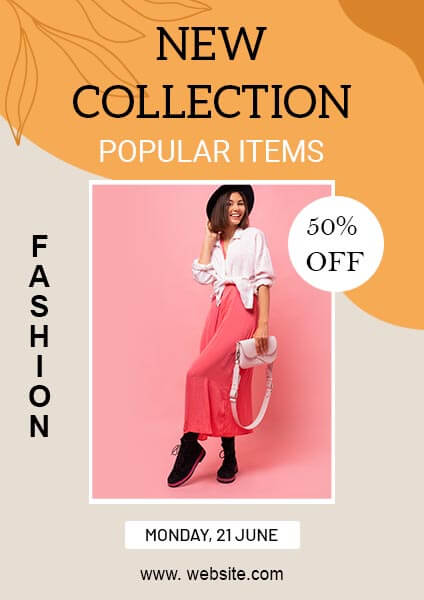 NEW
COLLECTION
POPULAR ITEMS
50%
OFF
FASHION
MONDAY, 21 JUNE
www. website.com